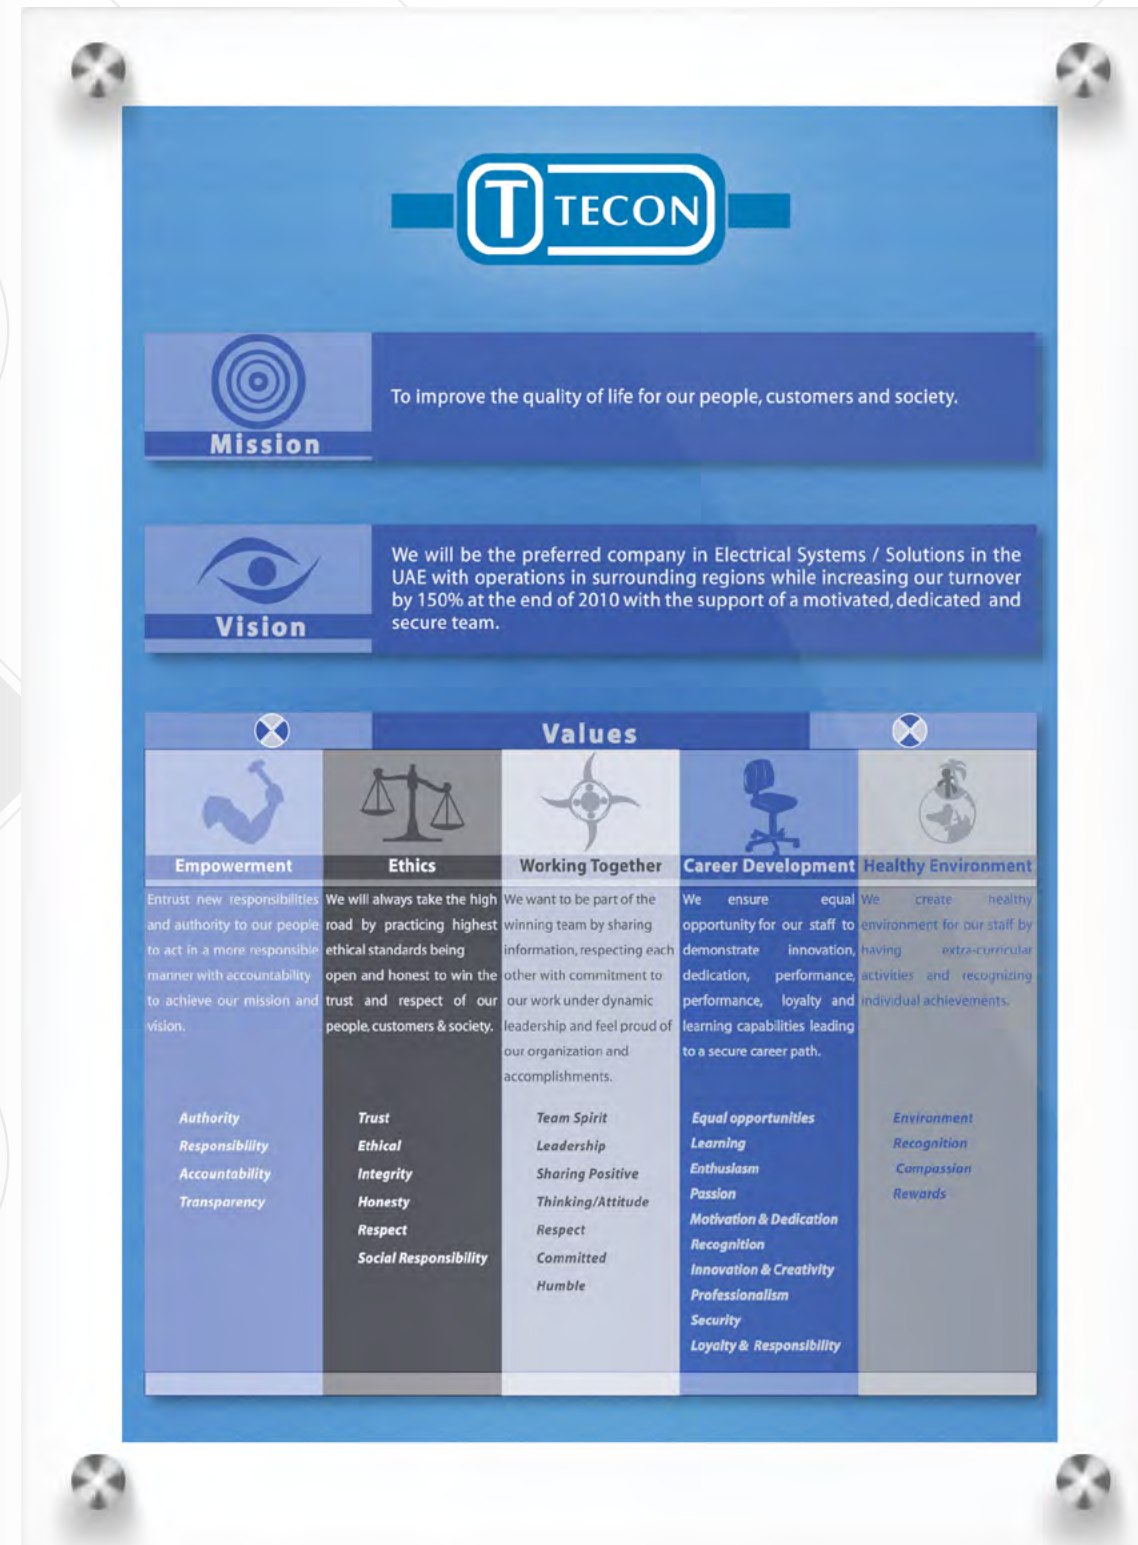 T TECON
Mission
To improve the quality of life for our people, customers and society.
Vision
We will be the preferred company in Electrical Systems / Solutions in the
UAE with operations in surrounding regions while increasing our turnover
by 150% at the end of 2010 with the support of a motivated, dedicated and
secure team.
Values
Empowerment
Entrust new responsibilities
and authority to our people
to act in a more responsible
manner with accountability
to achieve our mission and
vision.
Authority
Responsibility
Accountability
Transparency
Ethics
We will always take the high
road by practicing highest
ethical standards being
open and honest to win the
trust and respect of our
people, customers & society.
Trust
Ethical
Integrity
Honesty
Respect
Social Responsibility
Working Together
We want to be part of the
winning team by sharing
information, respecting each
other with commitment to
our work under dynamic
leadership and feel proud of
our organization and
accomplishments.
Team Spirit
Leadership
Sharing Positive
Thinking/Attitude
Respect
Committed
Humble
Career Development
We ensure equal
opportunity for our staff to
demonstrate innovation,
dedication, performance,
performance, loyalty and
learning capabilities leading
to a secure career path.
Equal opportunities
Learning
Enthusiasm
Passion
Motivation & Dedication
Recognition
Innovation & Creativity
Professionalism
Security
Loyalty & Responsibility
Healthy Environment
We create healthy
environment for our staff by
having extra-curricular
activities and recognizing
individual achievements.
Environment
Recognition
Compassion
Rewards